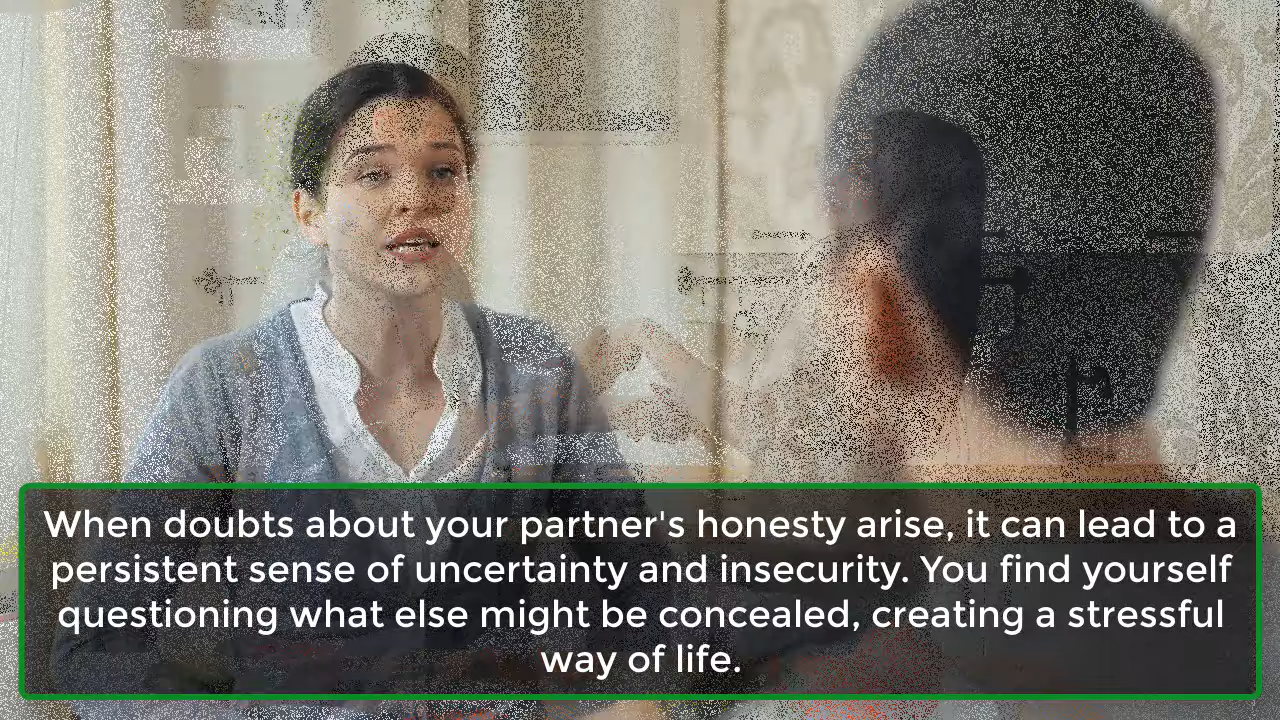 When doubts about your partner's honesty arise, it can lead to a
persistent sense of uncertainty and insecurity. You find yourself
questioning what else might be concealed, creating a stressful
way of life.